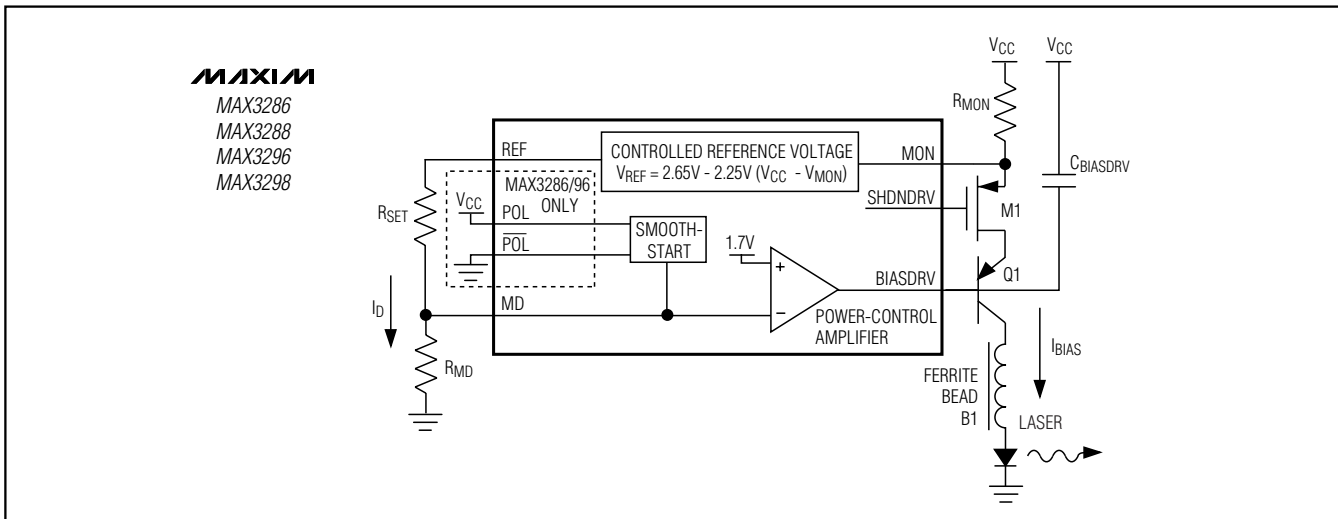 MAXIM
MAX3286
MAX3288
MAX3296
MAX3298
VCC
VCC
RMON
REF
CONTROLLED REFERENCE VOLTAGE
VREF = 2.65V - 2.25V (VCC - VMON)
MON
CBIASDRV
MAX3286/96
ONLY
SHDNDRV
M1
RSET
VCC
POL
POL
SMOOTH-
START
1.7V
+
BIASDRV
Q1
ID
MD
−
POWER-CONTROL
AMPLIFIER
IBIAS
RMD
FERRITE
BEAD
B1
LASER